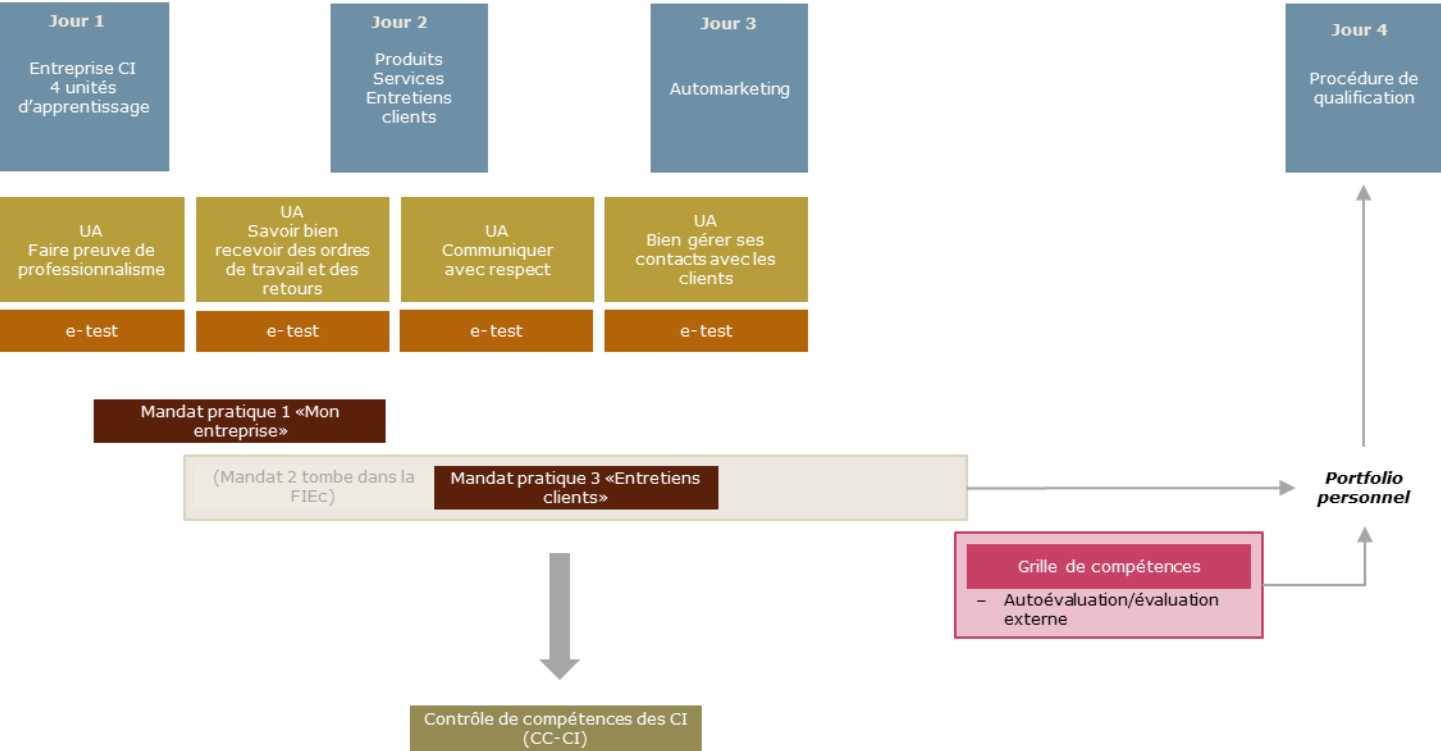 Jour 1
Entreprise CI
4 unités
d'apprentissage
Jour 2
Produits
Services
Entretiens
clients
Jour 3
Automarketing
Jour 4
Procédure de
qualification
UA
Faire preuve de
professionnalisme
UA
Savoir bien
recevoir des ordres
de travail et des
retours
UA
Communiquer
avec respect
UA
Bien gérer ses
contacts avec les
clients
e-test
e-test
e-test
e-test
Mandat pratique 1 «Mon
entreprise»
(Mandat 2 tombe dans la
FIEc)
Mandat pratique 3 «Entretiens
clients»
Portfolio
personnel
Grille de compétences
– Autoévaluation/évaluation
externe
Contrôle de compétences des CI
(CC-CI)